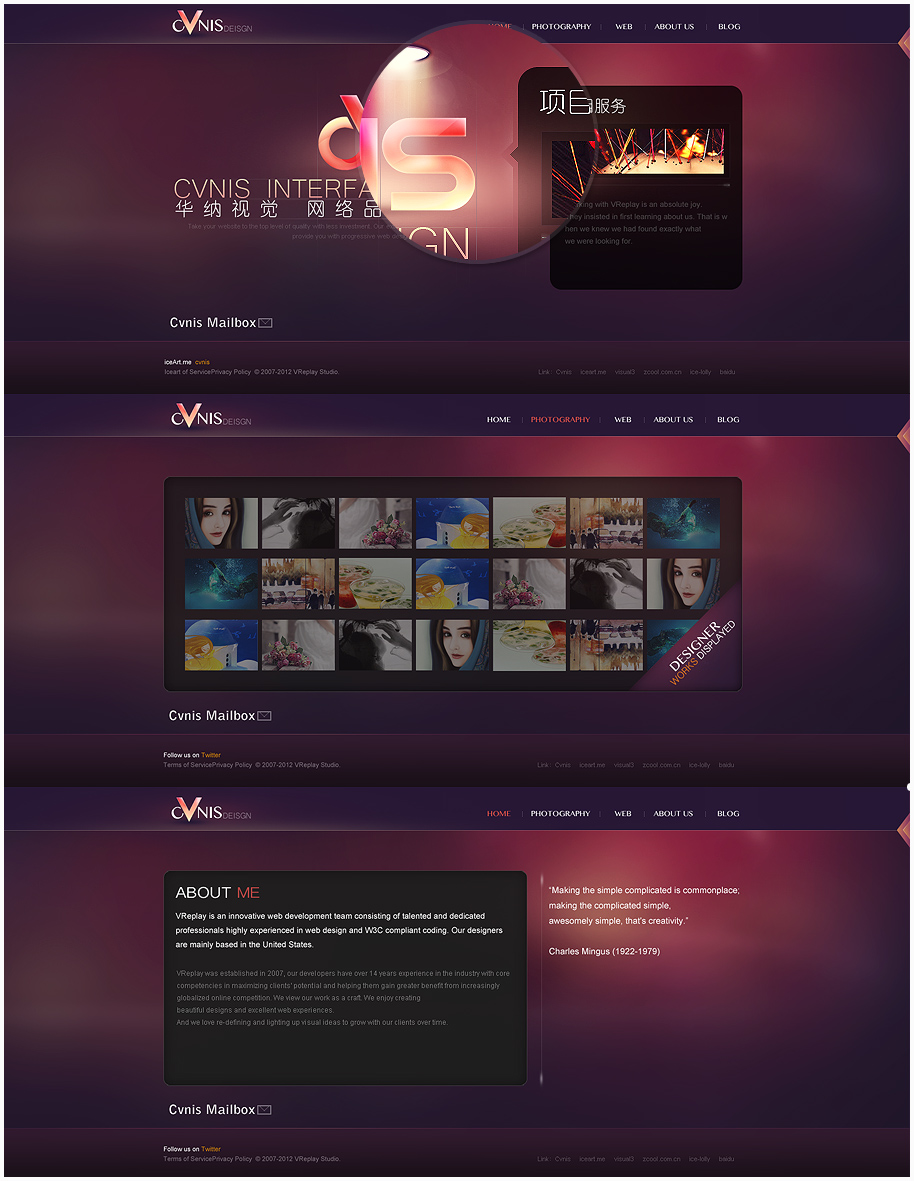 CVNIS DEISGN
HOME PHOTOGRAPHY WEB ABOUT US BLOG
项目服务
CVNIS INTERFA
华纳视觉 网络品
Take your website to the top level of quality with less investment. Our
provide you with progressive web
S
IGN
king with VReplay is an absolute joy.
hey insisted in first learning about us. That is w
hen we knew we had found exactly what
we were looking for.
Cvnis Mailbox
iceArt.me cvnis
Iceart of ServicePrivacy Policy © 2007-2012 VReplay Studio.
Link: Cvnis iceart.me visual3 zcool.com.cn ice-lolly baidu
CVNIS DEISGN
HOME PHOTOGRAPHY WEB ABOUT US BLOG
DESIGNER
WORKS DISPLAYED
Cvnis Mailbox
Follow us on Twitter
Terms of ServicePrivacy Policy © 2007-2012 VReplay Studio.
Link: Cvnis iceart.me visual3 zcool.com.cn ice-lolly baidu
CVNIS DEISGN
HOME PHOTOGRAPHY WEB ABOUT US BLOG
ABOUT ME
VReplay is an innovative web development team consisting of talented and dedicated
professionals highly experienced in web design and W3C compliant coding. Our designers
are mainly based in the United States.
VReplay was established in 2007, our developers have over 14 years experience in the industry with core
competencies in maximizing clients' potential and helping them gain greater benefit from increasingly
globalized online competition. We view our work as a craft. We enjoy creating
beautiful designs and excellent web experiences.
And we love re-defining and lighting up visual ideas to grow with our clients over time.
"Making the simple complicated is commonplace;
making the complicated simple,
awesomely simple, that's creativity."
Charles Mingus (1922-1979)
Cvnis Mailbox
Follow us on Twitter
Terms of ServicePrivacy Policy © 2007-2012 VReplay Studio.
Link: Cvnis iceart.me visual3 zcool.com.cn ice-lolly baidu